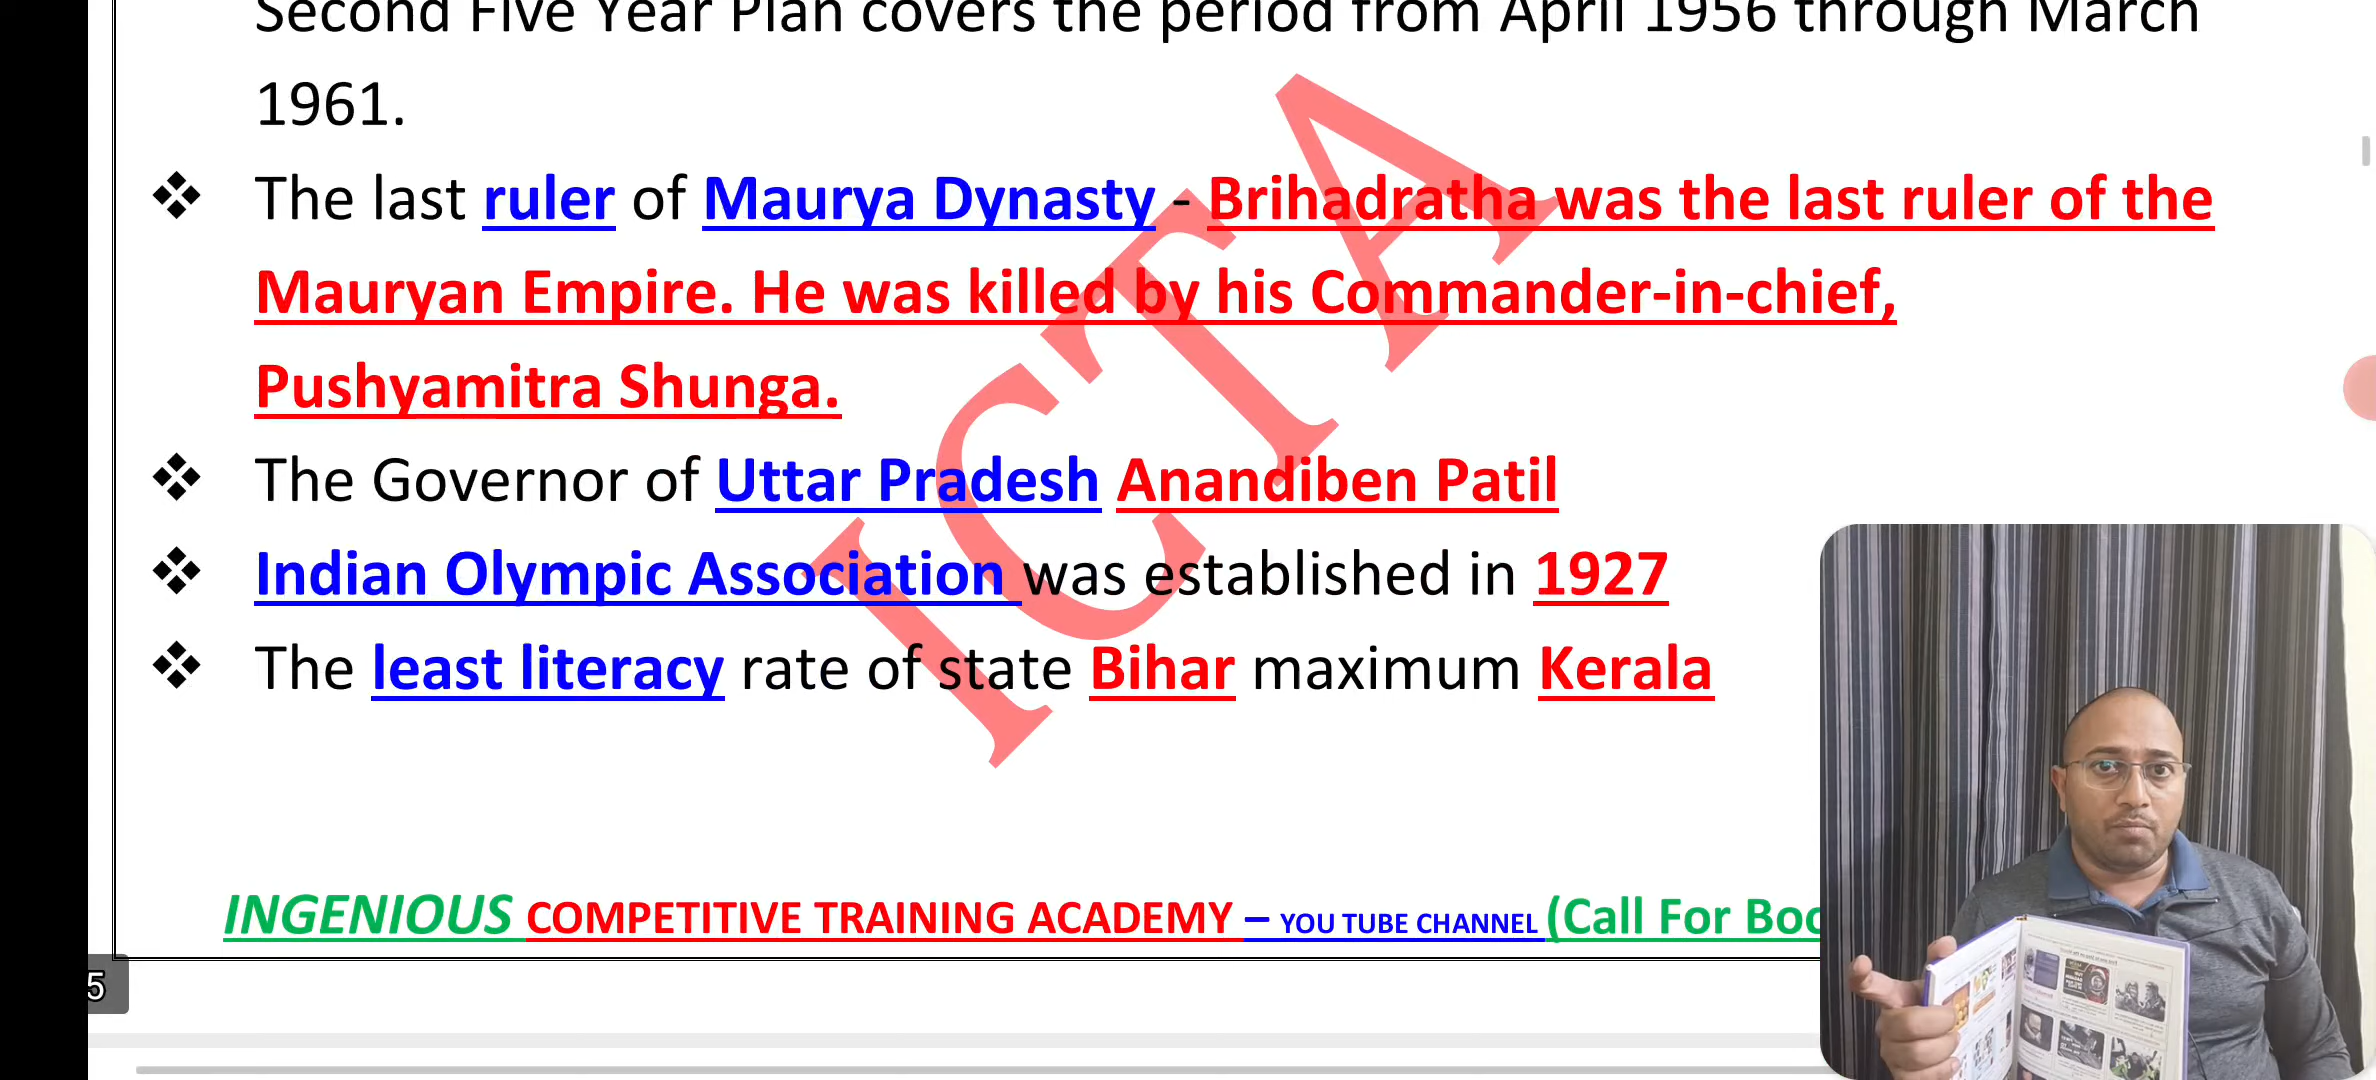 Second Five Year Plan covers the period from April 1956 through March
1961.
❖ The last ruler of Maurya Dynasty - Brihadratha was the last ruler of the
Mauryan Empire. He was killed by his Commander-in-chief,
Pushyamitra Shunga.
❖ The Governor of Uttar Pradesh Anandiben Patil
❖ Indian Olympic Association was established in 1927
❖ The least literacy rate of state Bihar maximum Kerala
ICTA
INGENIOUS COMPETITIVE TRAINING ACADEMY – YOU TUBE CHANNEL (Call For Boo
5